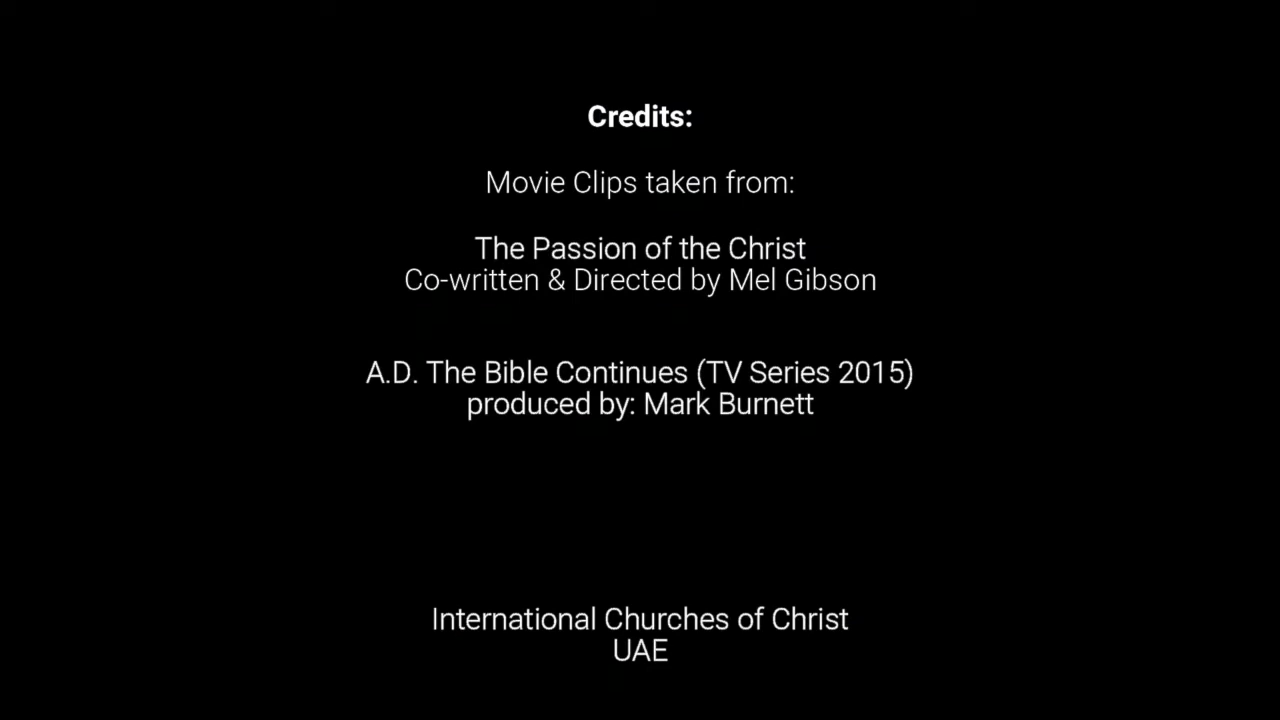 Credits:
Movie Clips taken from:
The Passion of the Christ
Co-written & Directed by Mel Gibson
A.D. The Bible Continues (TV Series 2015)
produced by: Mark Burnett
International Churches of Christ
UAE